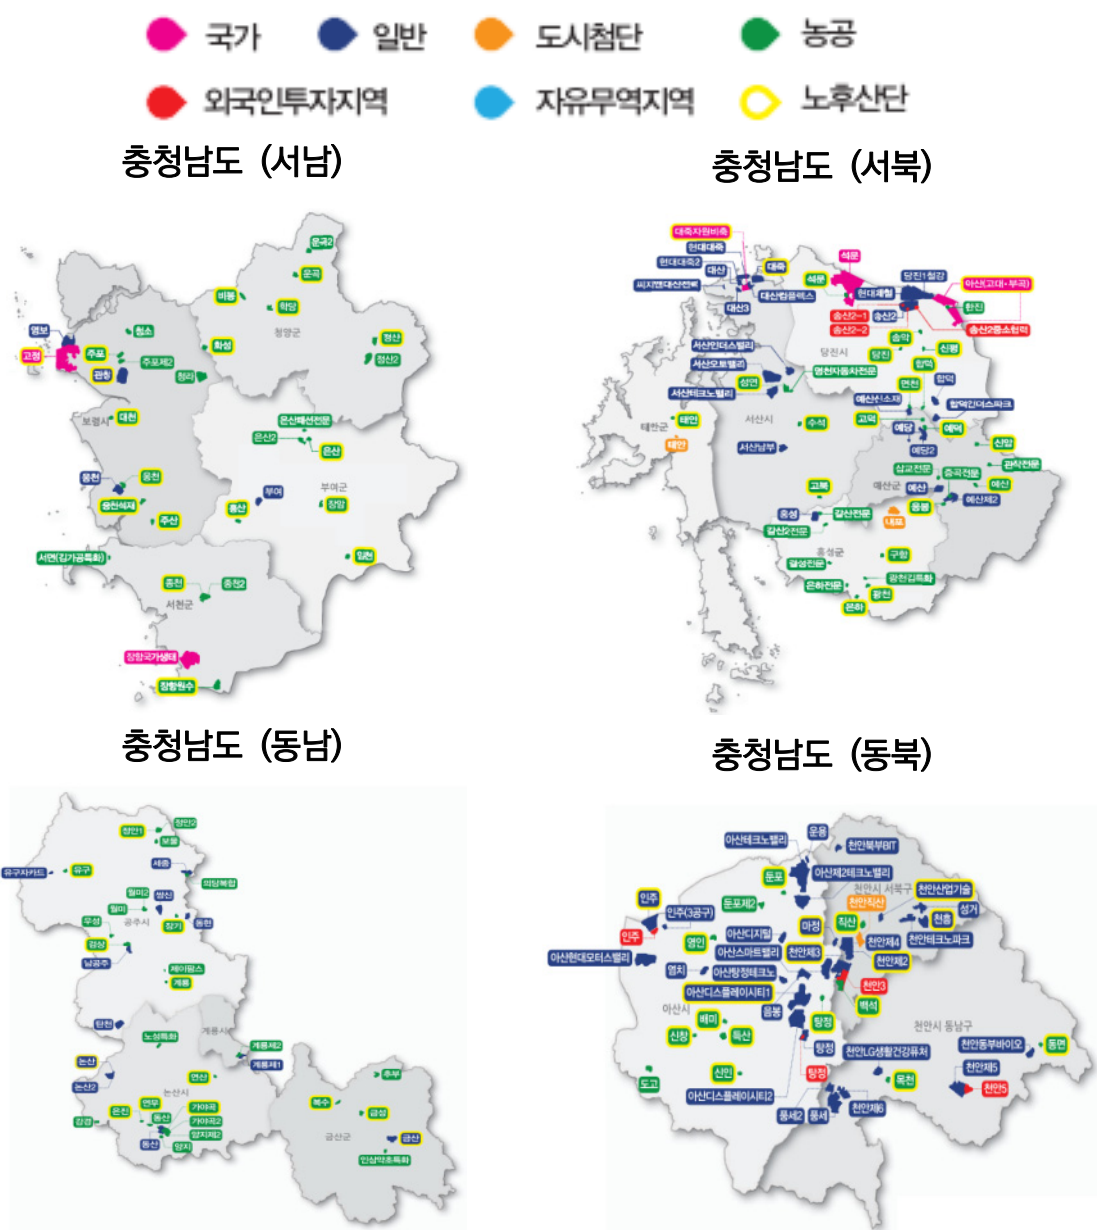 국가 일반 도시첨단 농공
외국인투자지역 자유무역지역 노후산단
충청남도 (서남)
운곡2
운곡
비봉
학당
청양군
정산
정산2
화성
영보
청소
고정
주포
주포제2
관창
청라
보령시
대천
은산패션전문
은산2
은산
웅천
웅천
웅천석재
주산
부여
부여군
홍산
장암
임천
서면(김가공특화)
종천
종천2
서천군
장항국가생태
장항원수
충청남도 (서북)
대죽자원비축
현대대죽
현대대죽2
대산
대죽
씨지앤대산전력
대산컴플렉스
대산3
석문
석문
당진1철강
아산(고대·부곡)
현대제철
한진
송산2-1
송산2
송산2-2
송산2중소협력
송악
당진시
당진
신평
합덕
서산인더스밸리
서산오토밸리
성연
명천자동차전문
서산테크노밸리
면천
합덕
예산신소재
합덕인더스파크
고덕
예당
예덕
예당2
태안군
태안
태안
서산시
수석
서산남부
신암
삽교전문
관작전문
증곡전문
예산군
예산
예산
예산제2
응봉
고북
홍성
갈산전문
갈산2전문
내포
홍성군
구항
결성전문
광천김특화
은하전문
광천
은하
충청남도 (동남)
정안1
정안2
보물
세종
유구자카드
유구
의당복합
월미2
월미
쌍신
공주시
우성
장기
동현
검상
남공주
제이팜스
계룡
탄천
노성특화
계룡시
계룡제2
계룡제1
논산
논산2
연산
논산시
은진
연무
동산
가야곡
가야곡2
강경
양지제2
동산
양지
추부
복수
금성
금산군
금산
인삼약초특화
충청남도 (동북)
운용
아산테크노밸리
천안북부BIT
아산제2테크노밸리
둔포
둔포제2
천안시 서북구
천안산업기술
천안직산
성거
인주
인주(3공구)
마정
직산
천흥
인주
영인
아산디지털
천안제4
천안테크노파크
아산스마트밸리
천안제3
천안제2
아산현대모터스밸리
염치
아산탕정테크노
천안3
아산디스플레이시티1
백석
아산시
음봉
배미
탕정
천안시 동남구
신창
득산
탕정
천안LG생활건강퓨처
천안동부바이오
동면
탕정
천안제5
신인
목천
천안5
도고
아산디스플레이시티2
풍세2
풍세
천안제6